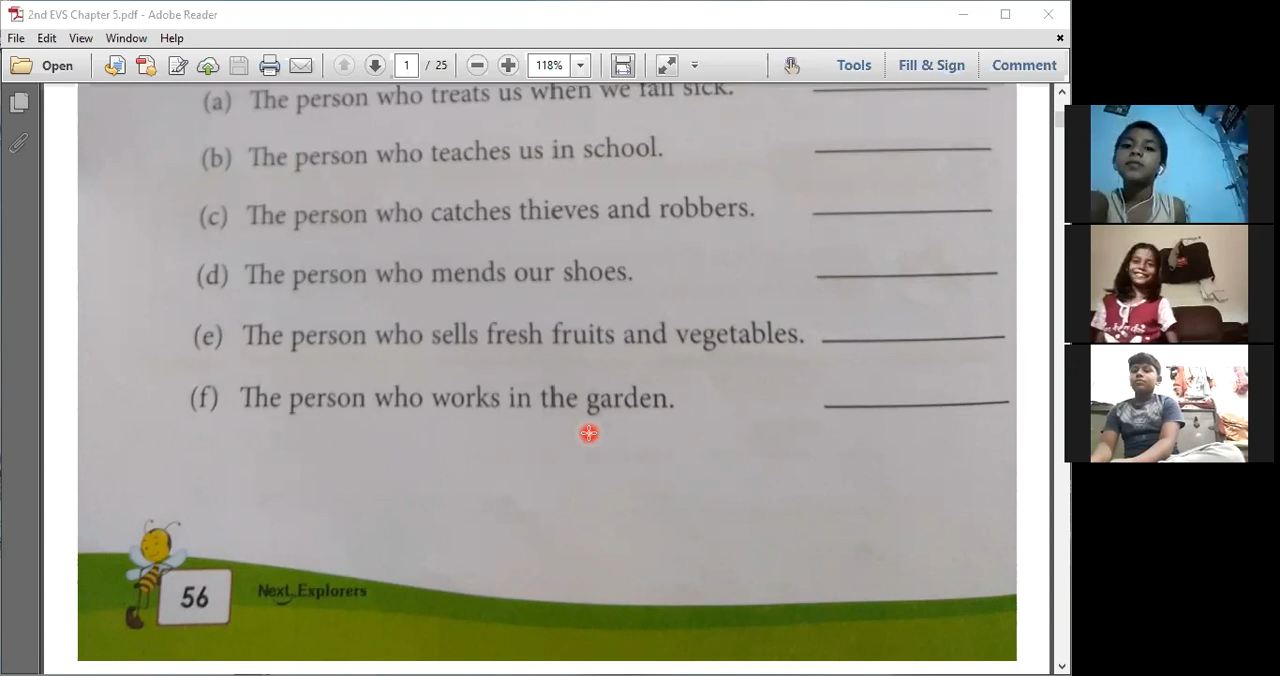 2nd EVS Chapter 5.pdf - Adobe Reader
File Edit View Window Help
Open 1 / 25 118% Tools Fill & Sign Comment
(a) The person who treats us when we fall sick.
(b) The person who teaches us in school.
(c) The person who catches thieves and robbers.
(d) The person who mends our shoes.
(e) The person who sells fresh fruits and vegetables.
(f) The person who works in the garden.
56 Next Explorers